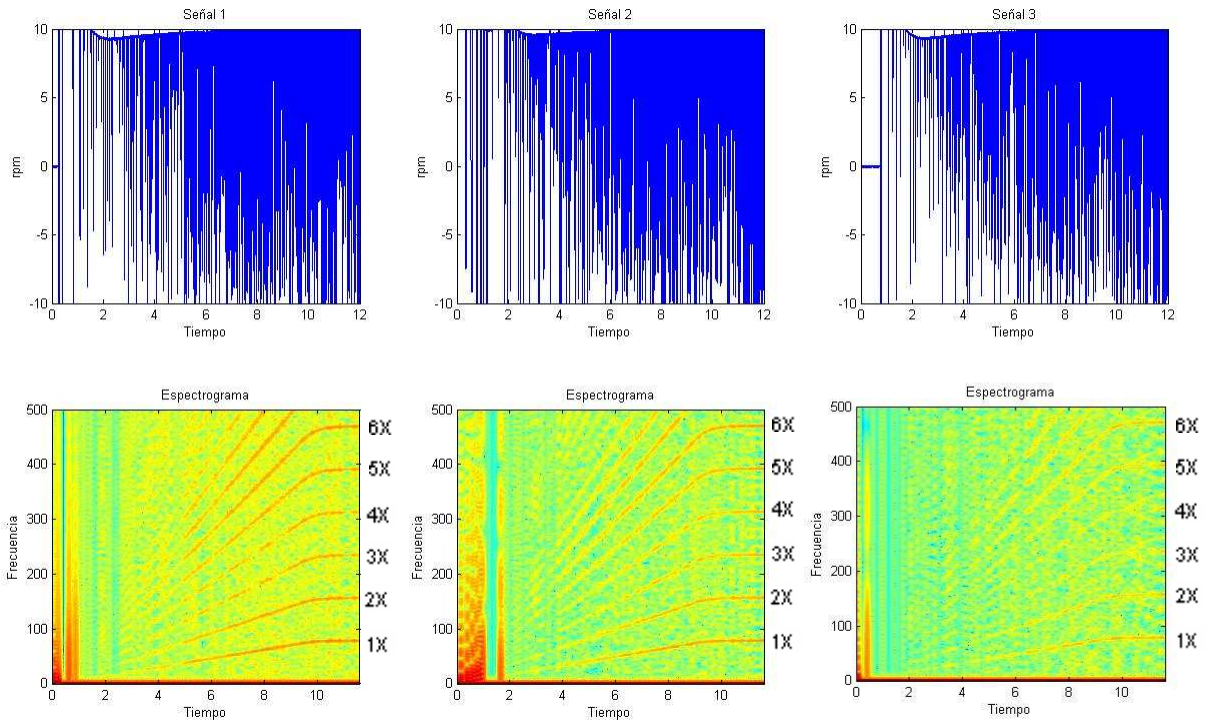 Señal 1
10
5
0
-5
-10
rpm
0 2 4 6 8 10 12
Tiempo
Señal 2
10
5
0
-5
-10
rpm
0 2 4 6 8 10 12
Tiempo
Señal 3
10
5
0
-5
-10
rpm
0 2 4 6 8 10 12
Tiempo
Espectrograma
500
400
300
200
100
0
Frecuencia
0 2 4 6 8 10
Tiempo
6X
5X
4X
3X
2X
1X
Espectrograma
500
400
300
200
100
0
Frecuencia
0 2 4 6 8 10
Tiempo
6X
5X
4X
3X
2X
1X
Espectrograma
500
400
300
200
100
0
Frecuencia
0 2 4 6 8 10
Tiempo
6X
5X
4X
3X
2X
1X